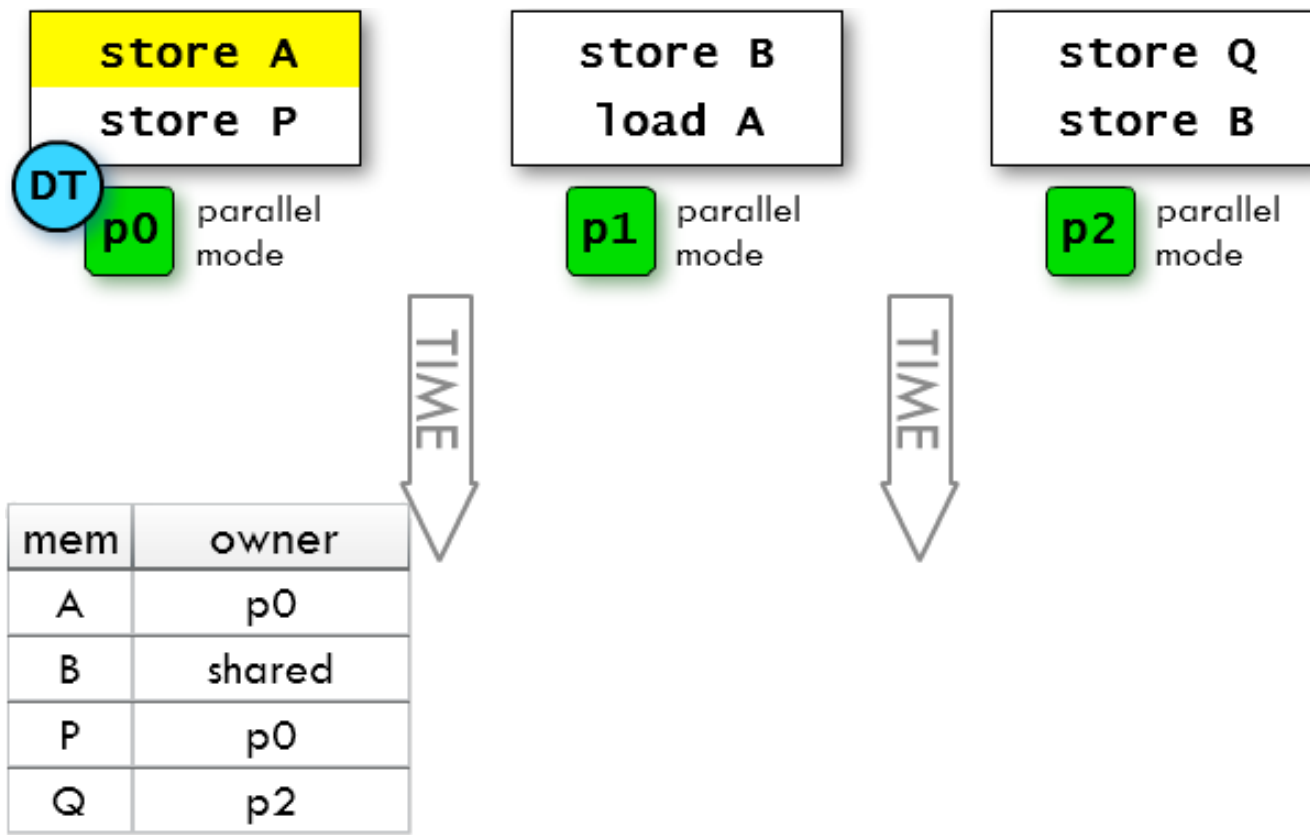 store A
store P
DT
p0
parallel
mode
store B
load A
p1
parallel
mode
store Q
store B
p2
parallel
mode
TIME
TIME
mem owner
A p0
B shared
P p0
Q p2